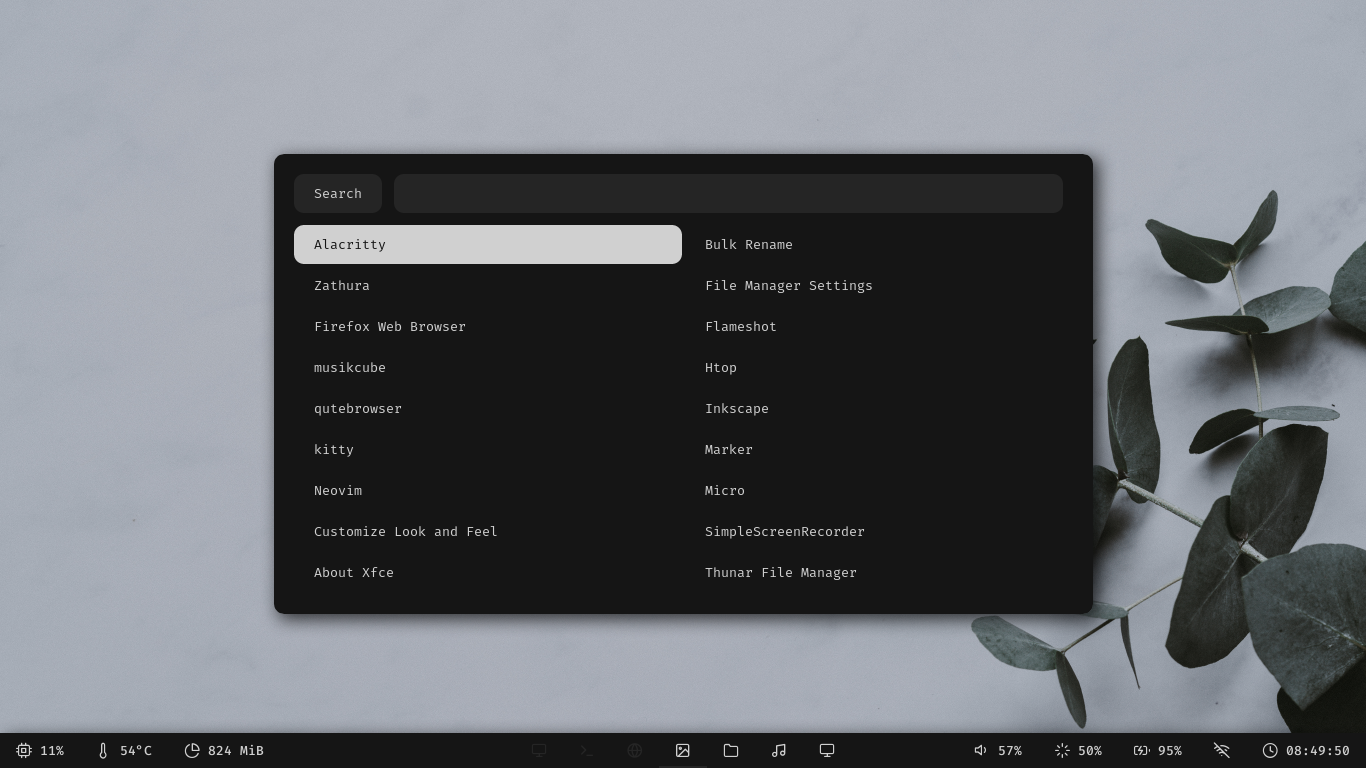 Search
Alacritty
Bulk Rename
Zathura
File Manager Settings
Firefox Web Browser
Flameshot
musikcube
Htop
qutebrowser
Inkscape
kitty
Marker
Neovim
Micro
Customize Look and Feel
SimpleScreenRecorder
About Xfce
Thunar File Manager
11% 54°C 824 MiB 57% 50% 95% 08:49:50